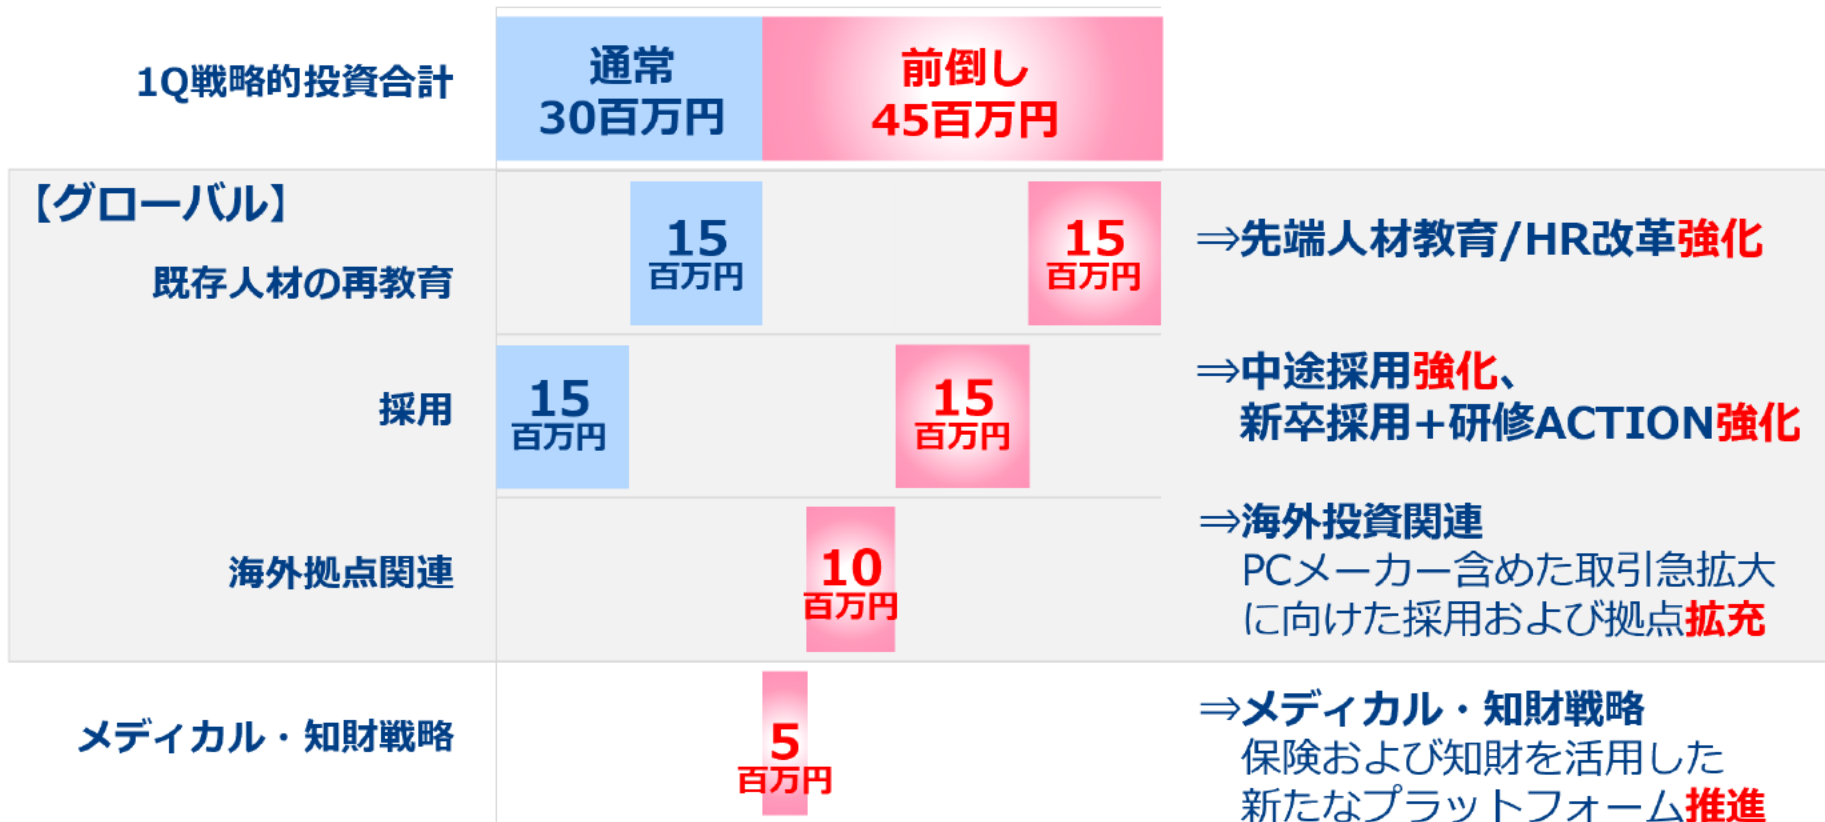 1Q戦略的投資合計
通常
30百万円
前倒し
45百万円
【グローバル】
既存人材の再教育
15
百万円
15
百万円
⇒先端人材教育/HR改革強化
採用
15
百万円
15
百万円
⇒中途採用強化、
新卒採用+研修ACTION強化
海外拠点関連
10
百万円
⇒海外投資関連
PCメーカー含めた取引急拡大
に向けた採用および拠点拡充
メディカル・知財戦略
5
百万円
⇒メディカル・知財戦略
保険および知財を活用した
新たなプラットフォーム推進